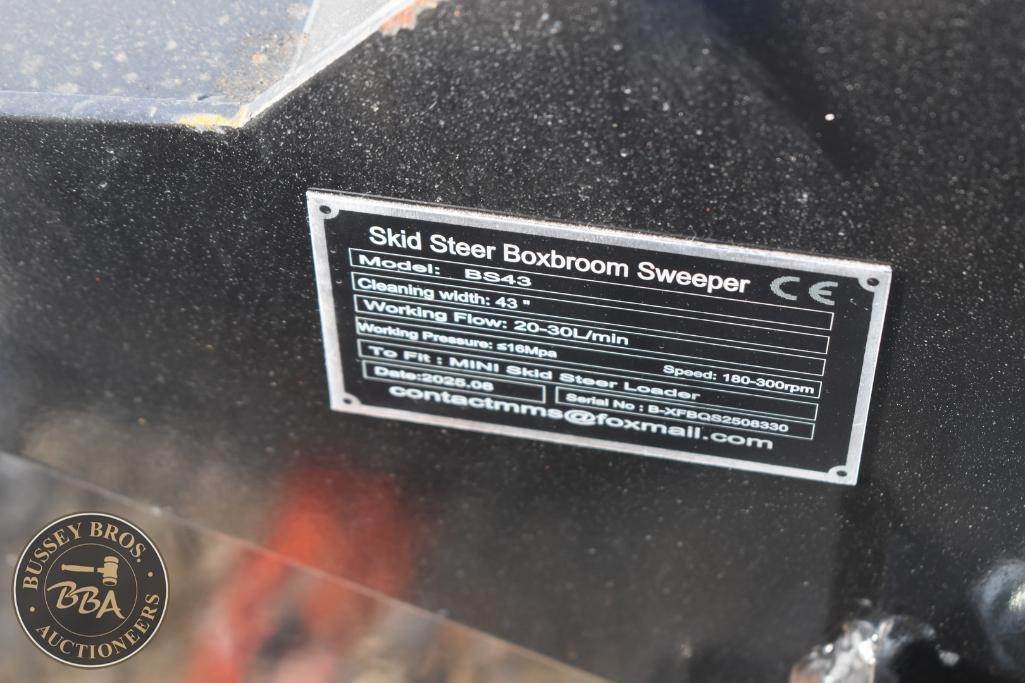 Skid Steer Boxbroom Sweeper CE
Model: BS43
Cleaning width: 43 "
Working Flow: 20-30L/min
Working Pressure: ≤16Mpa Speed: 180-300rpm
To Fit : MINI Skid Steer Loader
Date:2025.08 Serial No : B-XFBQS2508330
contactmms@foxmail.com
BUSSEY BROS.
BBA
AUCTIONEERS